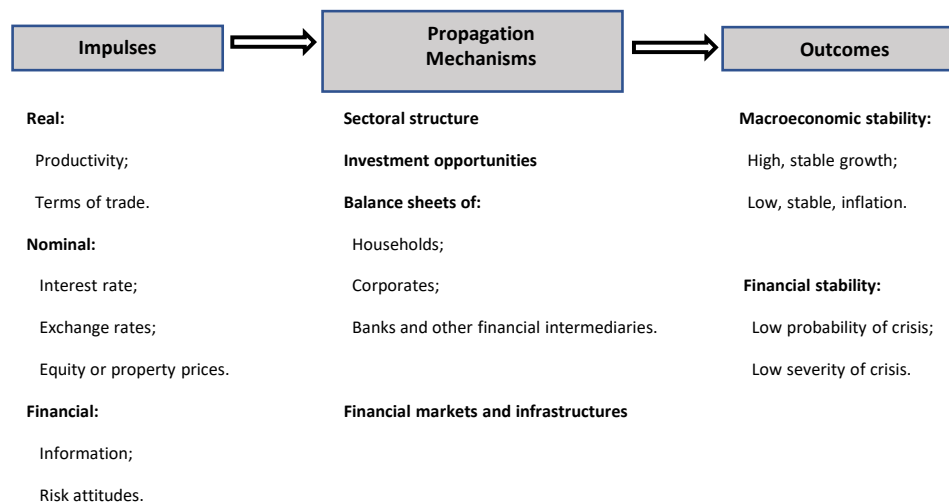 Impulses
Propagation
Mechanisms
Outcomes
Real:
Productivity;
Terms of trade.
Nominal:
Interest rate;
Exchange rates;
Equity or property prices.
Financial:
Information;
Risk attitudes.
Sectoral structure
Investment opportunities
Balance sheets of:
Households;
Corporates;
Banks and other financial intermediaries.
Financial markets and infrastructures
Macroeconomic stability:
High, stable growth;
Low, stable, inflation.
Financial stability:
Low probability of crisis;
Low severity of crisis.